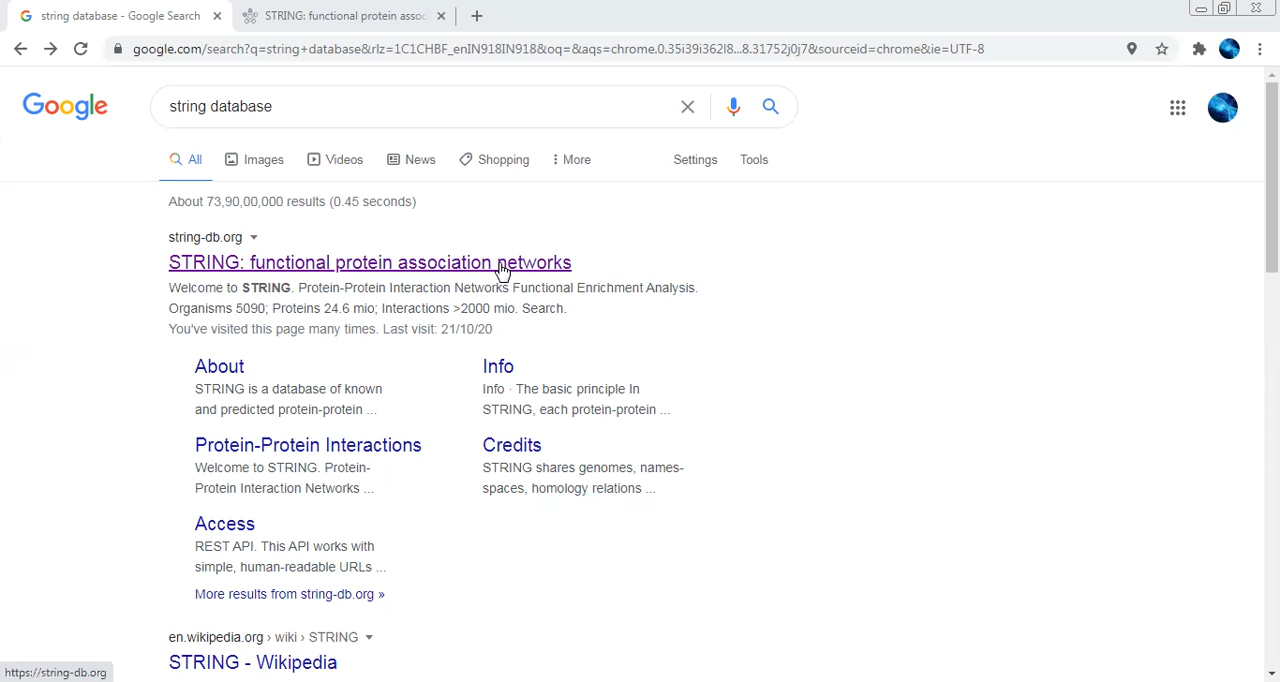 string database - Google Search
STRING: functional protein assoc
google.com/search?q=string+database&rlz=1C1CHBF_enIN918IN918&oq=&aqs=chrome.0.35i39i362l8...8.31752j0j7&sourceid=chrome&ie=UTF-8
Google
string database
All Images Videos News Shopping More Settings Tools
About 73,90,00,000 results (0.45 seconds)
string-db.org
STRING: functional protein association networks
Welcome to STRING. Protein-Protein Interaction Networks Functional Enrichment Analysis.
Organisms 5090; Proteins 24.6 mio; Interactions >2000 mio. Search.
You've visited this page many times. Last visit: 21/10/20
About
STRING is a database of known
and predicted protein-protein ...
Info
Info · The basic principle In
STRING, each protein-protein ...
Protein-Protein Interactions
Welcome to STRING. Protein-
Protein Interaction Networks ...
Credits
STRING shares genomes, names-
spaces, homology relations ...
Access
REST API. This API works with
simple, human-readable URLs ...
More results from string-db.org »
en.wikipedia.org › wiki › STRING
STRING - Wikipedia
https://string-db.org